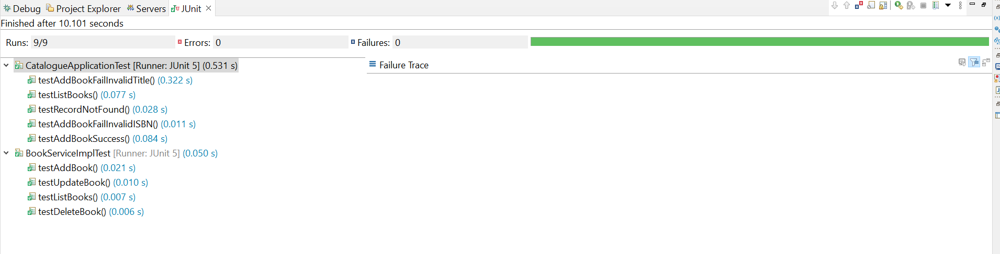 Debug Project Explorer Servers JUnit
Finished after 10.101 seconds
Runs: 9/9 Errors: 0 Failures: 0
CatalogueApplicationTest [Runner: JUnit 5] (0.531 s)
Failure Trace
testAddBookFailInvalidTitle() (0.322 s)
testListBooks() (0.077 s)
testRecordNotFound() (0.028 s)
testAddBookFailInvalidISBN() (0.011 s)
testAddBookSuccess() (0.084 s)
BookServiceImplTest [Runner: JUnit 5] (0.050 s)
testAddBook() (0.021 s)
testUpdateBook() (0.010 s)
testListBooks() (0.007 s)
testDeleteBook() (0.006 s)